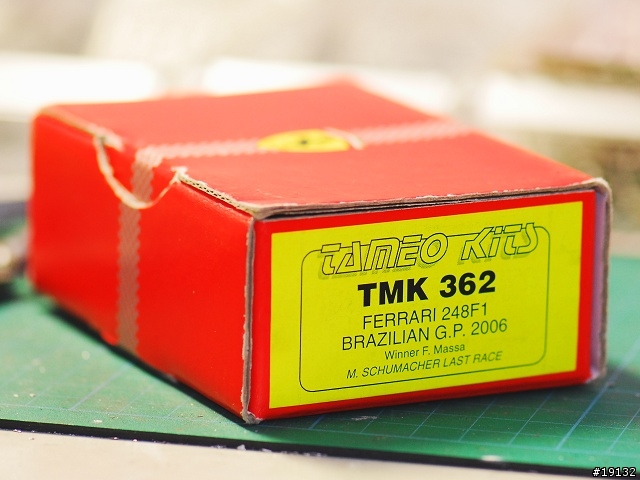 TAMEO KITS
TMK 362
FERRARI 248F1
BRAZILIAN G.P. 2006
Winner F. Massa
M. SCHUMACHER LAST RACE
#19132